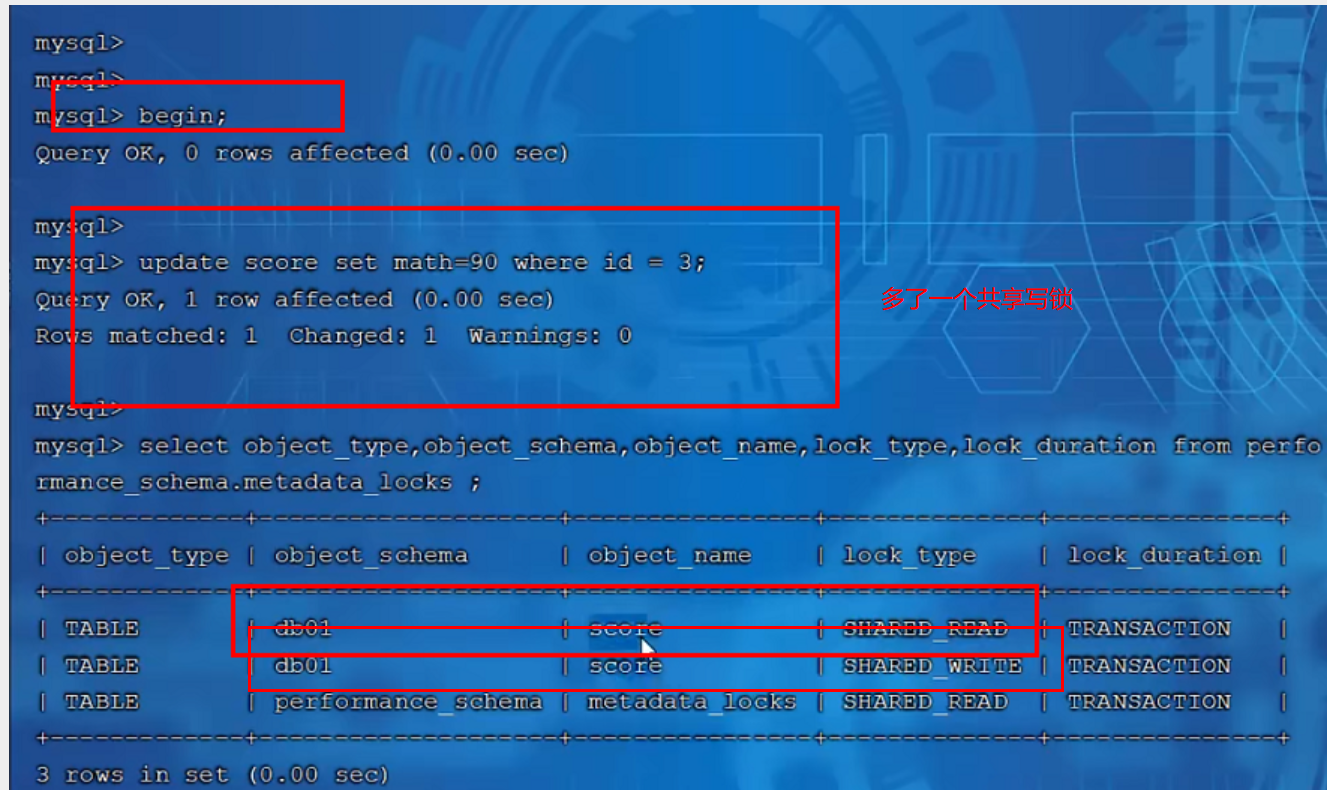 mysql>
mysql>
mysql> begin;
Query OK, 0 rows affected (0.00 sec)
mysql>
mysql> update score set math=90 where id = 3;
Query OK, 1 row affected (0.00 sec)
多了一个共享写锁
Rows matched: 1  Changed: 1  Warnings: 0
mysql>
mysql> select object_type,object_schema,object_name,lock_type,lock_duration from perfo
rmance_schema.metadata_locks ;
+-------------+--------------------+----------------+--------------+---------------+
| object_type | object_schema      | object_name    | lock_type    | lock_duration |
+-------------+--------------------+----------------+--------------+---------------+
| TABLE       | db01               | score          | SHARED_READ  | TRANSACTION   |
| TABLE       | db01               | score          | SHARED_WRITE | TRANSACTION   |
| TABLE       | performance_schema | metadata_locks | SHARED_READ  | TRANSACTION   |
+-------------+--------------------+----------------+--------------+---------------+
3 rows in set (0.00 sec)